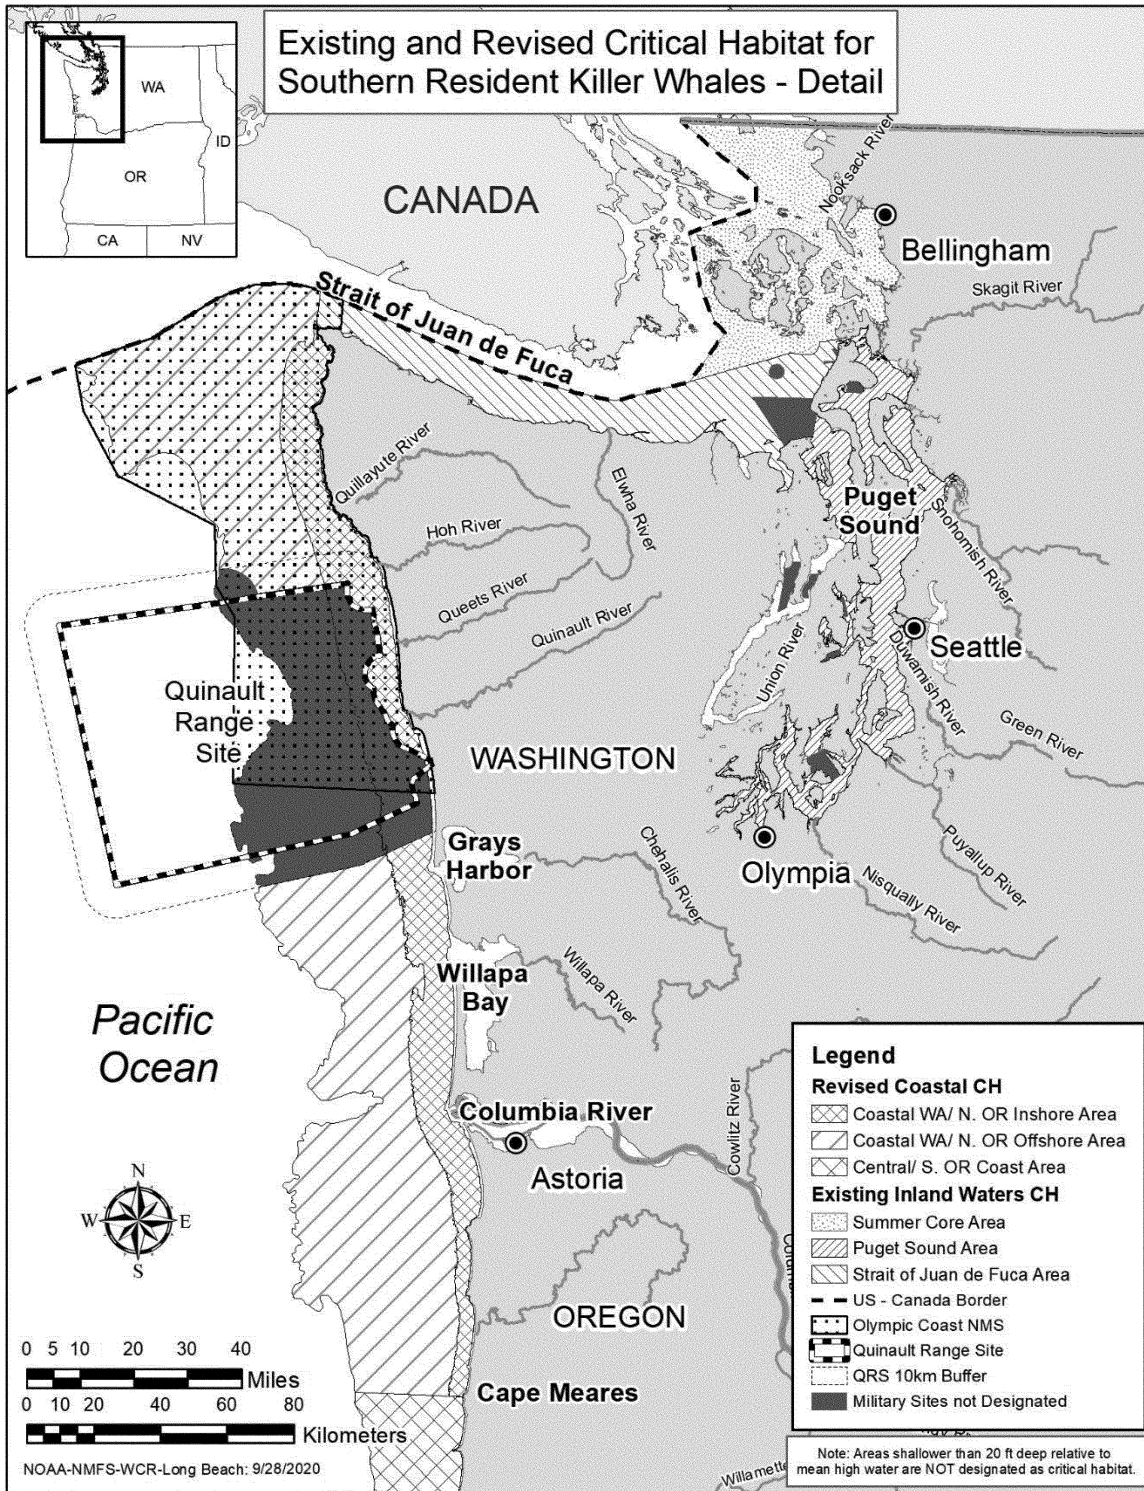 Existing and Revised Critical Habitat for
Southern Resident Killer Whales - Detail
WA
ID
OR
CA
NV
CANADA
Nooksack River
Bellingham
Skagit River
Strait of Juan de Fuca
Quillayute River
Elwha River
Hoh River
Queets River
Quinault River
Puget
Sound
Snohomish River
Union River
Seattle
Duwamish River
Green River
Quinault
Range
Site
WASHINGTON
Grays
Harbor
Chehalis River
Olympia
Nisqually River
Puyallup River
Willapa
Bay
Willapa River
Pacific
Ocean
Columbia River
Astoria
Cowlitz River
N
W
E
S
OREGON
Cape Meares
0 5 10 20 30 40
Miles
0 10 20 40 60 80
Kilometers
NOAA-NMFS-WCR-Long Beach: 9/28/2020
Legend
Revised Coastal CH
Coastal WA/ N. OR Inshore Area
Coastal WA/ N. OR Offshore Area
Central/ S. OR Coast Area
Existing Inland Waters CH
Summer Core Area
Puget Sound Area
Strait of Juan de Fuca Area
US - Canada Border
Olympic Coast NMS
Quinault Range Site
QRS 10km Buffer
Military Sites not Designated
Note: Areas shallower than 20 ft deep relative to
mean high water are NOT designated as critical habitat.
Willamette